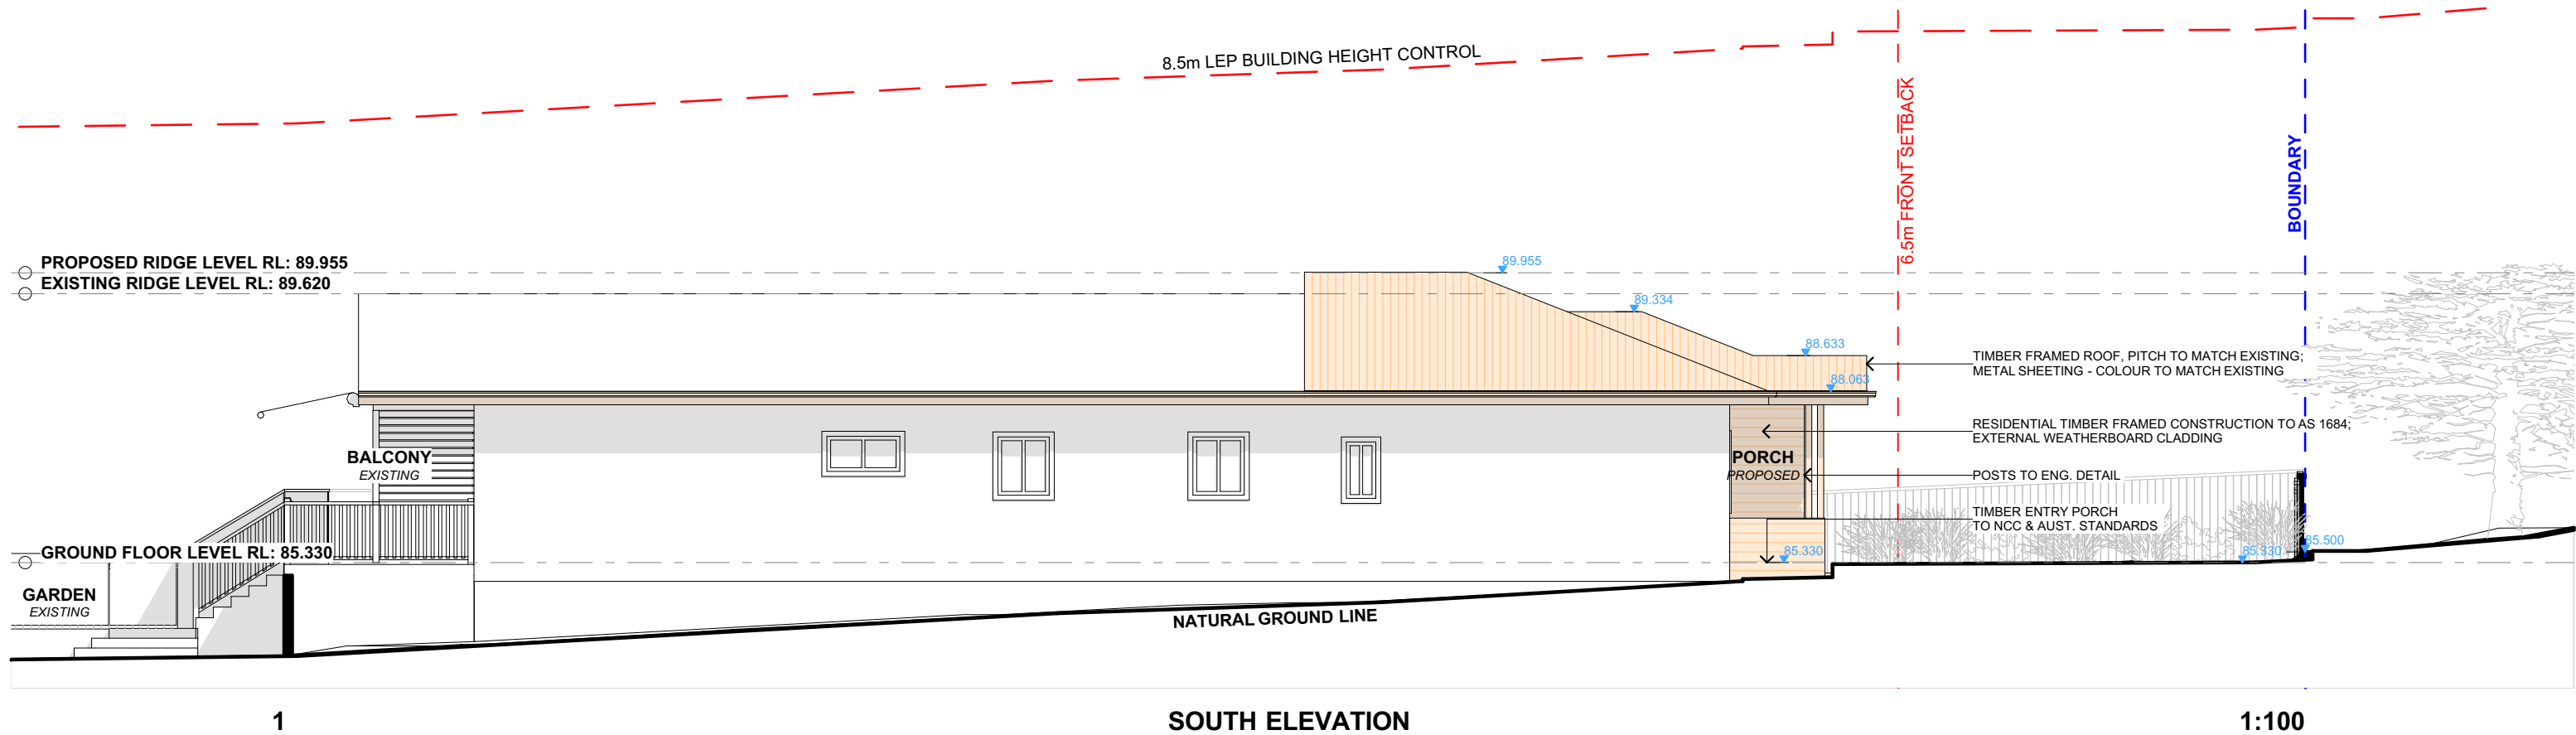 8.5m LEP BUILDING HEIGHT CONTROL
6.5m FRONT SETBACK
BOUNDARY
PROPOSED RIDGE LEVEL RL: 89.955
EXISTING RIDGE LEVEL RL: 89.620
89.955
89.334
88.633
88.063
TIMBER FRAMED ROOF, PITCH TO MATCH EXISTING;
METAL SHEETING - COLOUR TO MATCH EXISTING
RESIDENTIAL TIMBER FRAMED CONSTRUCTION TO AS 1684;
EXTERNAL WEATHERBOARD CLADDING
BALCONY
EXISTING
PORCH
PROPOSED
POSTS TO ENG. DETAIL
TIMBER ENTRY PORCH
TO NCC & AUST. STANDARDS
GROUND FLOOR LEVEL RL: 85.330
85.330
85.330
85.500
GARDEN
EXISTING
NATURAL GROUND LINE
1
SOUTH ELEVATION
1:100